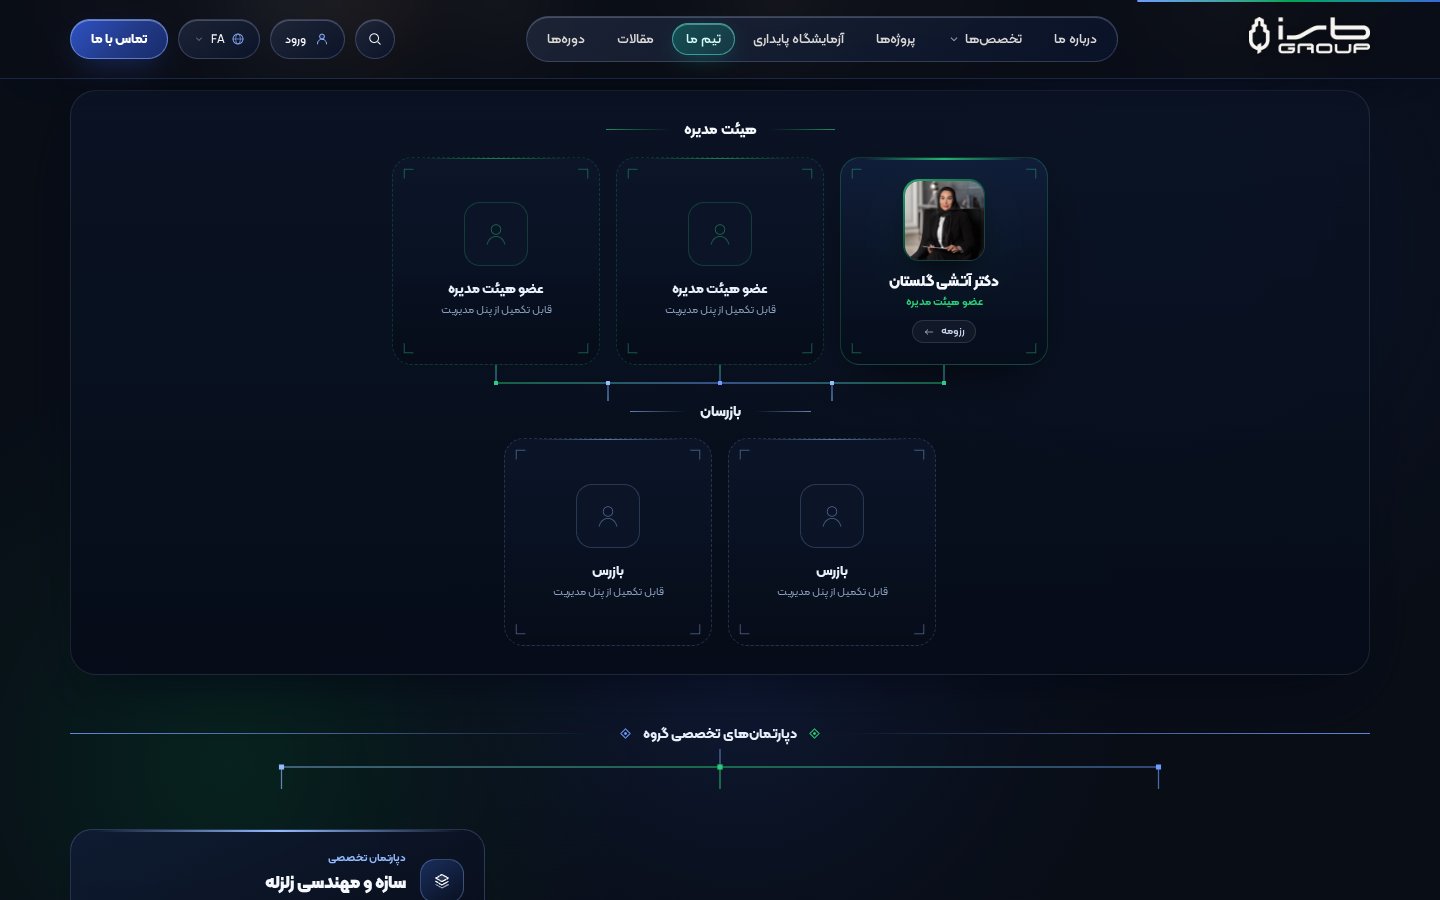 isb
GROUP
درباره ما
تخصص‌ها
پروژه‌ها
آزمایشگاه پایداری
تیم ما
مقالات
دوره‌ها
ورود
FA
تماس با ما
هیئت مدیره
دکتر آتشی گلستان
عضو هیئت مدیره
رزومه ←
عضو هیئت مدیره
قابل تکمیل از پنل مدیریت
عضو هیئت مدیره
قابل تکمیل از پنل مدیریت
بازرسان
بازرس
قابل تکمیل از پنل مدیریت
بازرس
قابل تکمیل از پنل مدیریت
دپارتمان‌های تخصصی گروه
دپارتمان تخصصی
سازه و مهندسی زلزله